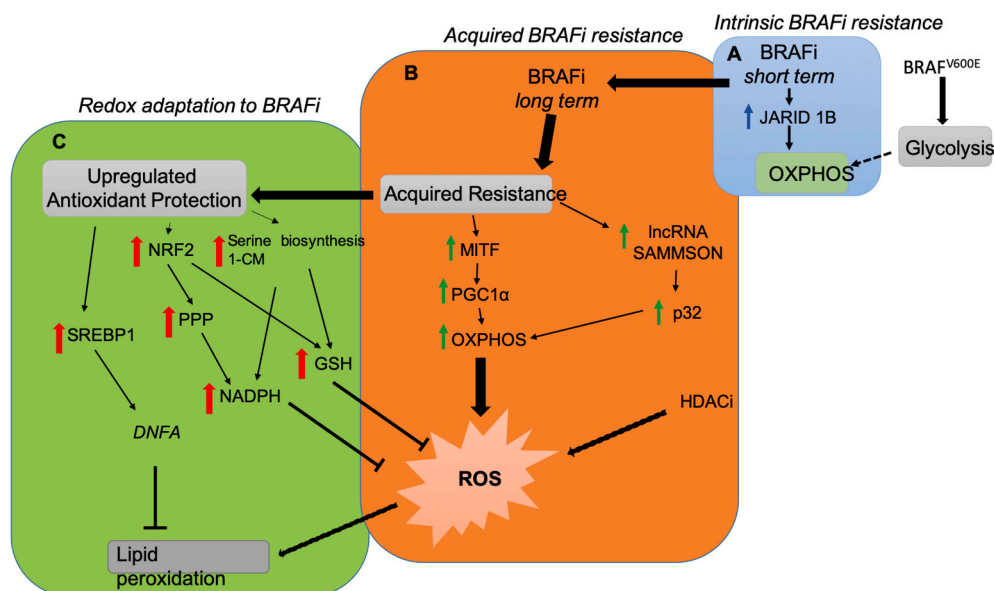 Intrinsic BRAFi resistance
Acquired BRAFi resistance
Redox adaptation to BRAFi
A
BRAFi
short term
JARID 1B
OXPHOS
BRAFV600E
Glycolysis
B
BRAFi
long term
Acquired Resistance
MITF
PGC1α
OXPHOS
lncRNA
SAMMSON
p32
HDACi
ROS
C
Upregulated
Antioxidant Protection
NRF2
Serine biosynthesis
1-CM
SREBP1
PPP
GSH
NADPH
DNFA
Lipid
peroxidation